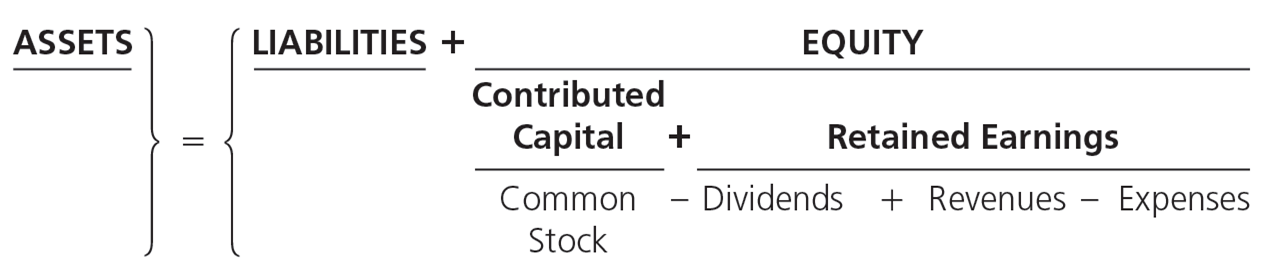 ASSETS = LIABILITIES + EQUITY
Contributed
Capital + Retained Earnings
Common – Dividends + Revenues – Expenses
Stock